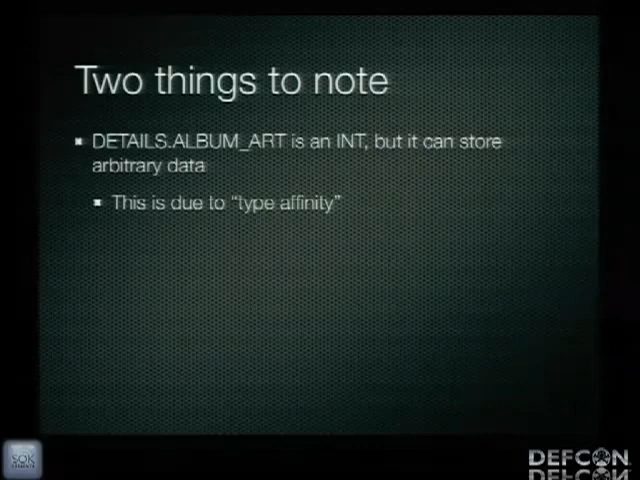 Two things to note
DETAILS.ALBUM_ART is an INT, but it can store
arbitrary data
This is due to “type affinity”
SOK
DEFCON